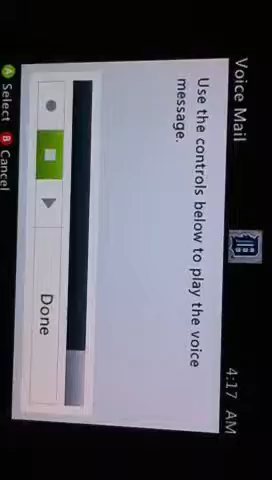 Voice Mail
4:17 AM
Use the controls below to play the voice
message.
Done
A Select B Cancel